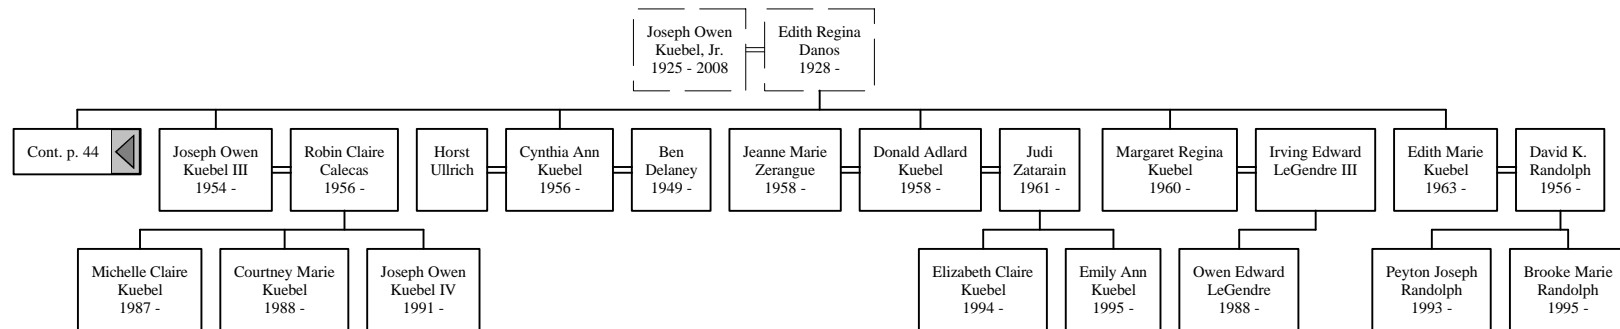 Joseph Owen
Kuebel, Jr.
1925 - 2008
Edith Regina
Danos
1928 -
Cont. p. 44
Joseph Owen
Kuebel III
1954 -
Robin Claire
Calecas
1956 -
Horst
Ullrich
Cynthia Ann
Kuebel
1956 -
Ben
Delaney
1949 -
Jeanne Marie
Zerangue
1958 -
Donald Adlard
Kuebel
1958 -
Judi
Zatarain
1961 -
Margaret Regina
Kuebel
1960 -
Irving Edward
LeGendre III
Edith Marie
Kuebel
1963 -
David K.
Randolph
1956 -
Michelle Claire
Kuebel
1987 -
Courtney Marie
Kuebel
1988 -
Joseph Owen
Kuebel IV
1991 -
Elizabeth Claire
Kuebel
1994 -
Emily Ann
Kuebel
1995 -
Owen Edward
LeGendre
1988 -
Peyton Joseph
Randolph
1993 -
Brooke Marie
Randolph
1995 -